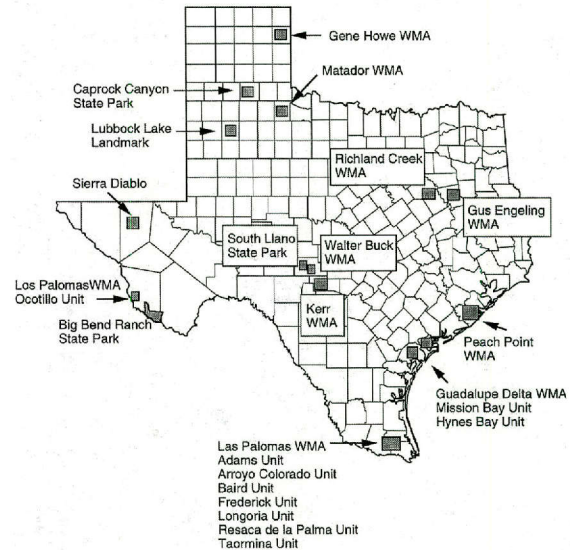 Gene Howe WMA
Matador WMA
Caprock Canyon
State Park
Lubbock Lake
Landmark
Richland Creek
WMA
Sierra Diablo
Gus Engeling
WMA
South Llano
State Park
Walter Buck
WMA
Los PalomasWMA
Ocotillo Unit
Kerr
WMA
Big Bend Ranch
State Park
Peach Point
WMA
Guadalupe Delta WMA
Mission Bay Unit
Hynes Bay Unit
Las Palomas WMA
Adams Unit
Arroyo Colorado Unit
Baird Unit
Frederick Unit
Longoria Unit
Resaca de la Palma Unit
Taormina Unit